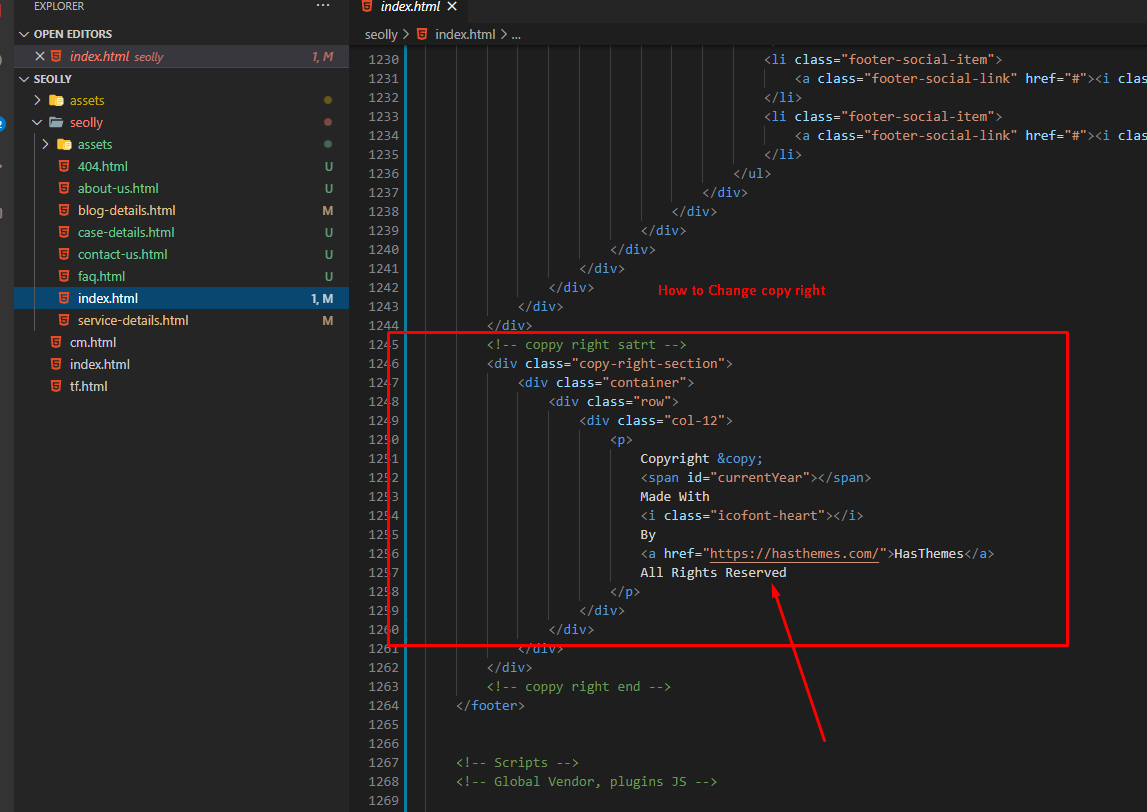 EXPLORER
...
index.html
OPEN EDITORS
index.html seolly 1, M
SEOLLY
assets
seolly
assets
404.html U
about-us.html U
blog-details.html M
case-details.html U
contact-us.html U
faq.html U
index.html 1, M
service-details.html M
cm.html
index.html
tf.html
seolly > index.html > ...
1230 <li class="footer-social-item">
1231 <a class="footer-social-link" href="#"><i clas
1232 </li>
1233 <li class="footer-social-item">
1234 <a class="footer-social-link" href="#"><i clas
1235 </li>
1236 </ul>
1237 </div>
1238 </div>
1239 </div>
1240 </div>
1241 </div>
1242 </div>
How to Change copy right
1243 </div>
1244 </div>
1245 <!-- coppy right satrt -->
1246 <div class="copy-right-section">
1247 <div class="container">
1248 <div class="row">
1249 <div class="col-12">
1250 <p>
1251 Copyright &copy;
1252 <span id="currentYear"></span>
1253 Made With
1254 <i class="icofont-heart"></i>
1255 By
1256 <a href="https://hasthemes.com/">HasThemes</a>
1257 All Rights Reserved
1258 </p>
1259 </div>
1260 </div>
1261 </div>
1262 </div>
1263 <!-- coppy right end -->
1264 </footer>
1265
1266
1267 <!-- Scripts -->
1268 <!-- Global Vendor, plugins JS -->
1269